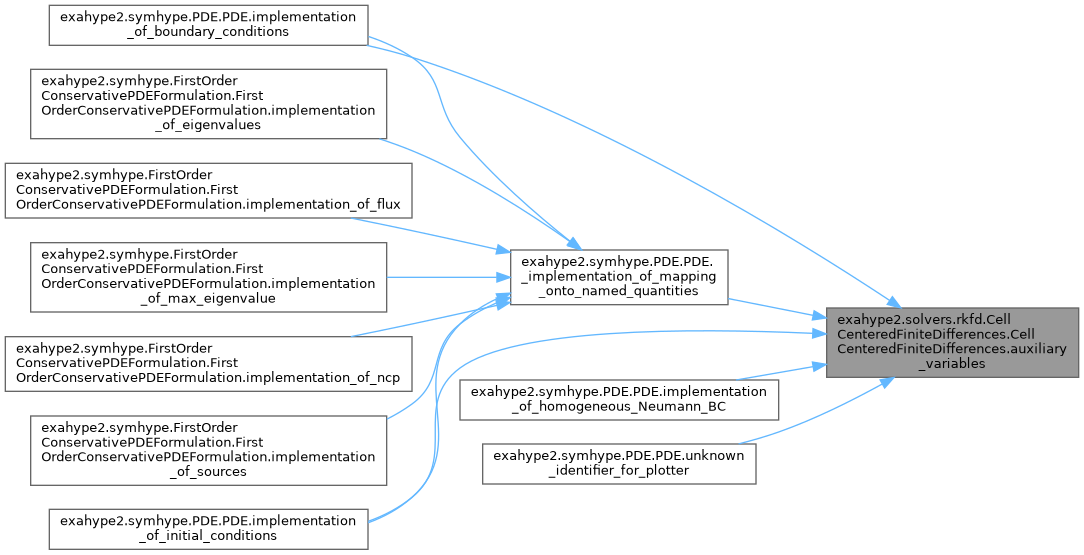 exahype2.symhype.PDE.PDE.implementation
_of_boundary_conditions
exahype2.symhype.FirstOrder
ConservativePDEFormulation.First
OrderConservativePDEFormulation.implementation
_of_eigenvalues
exahype2.symhype.FirstOrder
ConservativePDEFormulation.First
OrderConservativePDEFormulation.implementation_of_flux
exahype2.symhype.FirstOrder
ConservativePDEFormulation.First
OrderConservativePDEFormulation.implementation
_of_max_eigenvalue
exahype2.symhype.FirstOrder
ConservativePDEFormulation.First
OrderConservativePDEFormulation.implementation_of_ncp
exahype2.symhype.FirstOrder
ConservativePDEFormulation.First
OrderConservativePDEFormulation.implementation
_of_sources
exahype2.symhype.PDE.PDE.implementation
_of_initial_conditions
exahype2.symhype.PDE.PDE.
_implementation_of_mapping
_onto_named_quantities
exahype2.symhype.PDE.PDE.implementation
_of_homogeneous_Neumann_BC
exahype2.symhype.PDE.PDE.unknown
_identifier_for_plotter
exahype2.solvers.rkfd.Cell
CenteredFiniteDifferences.Cell
CenteredFiniteDifferences.auxiliary
_variables